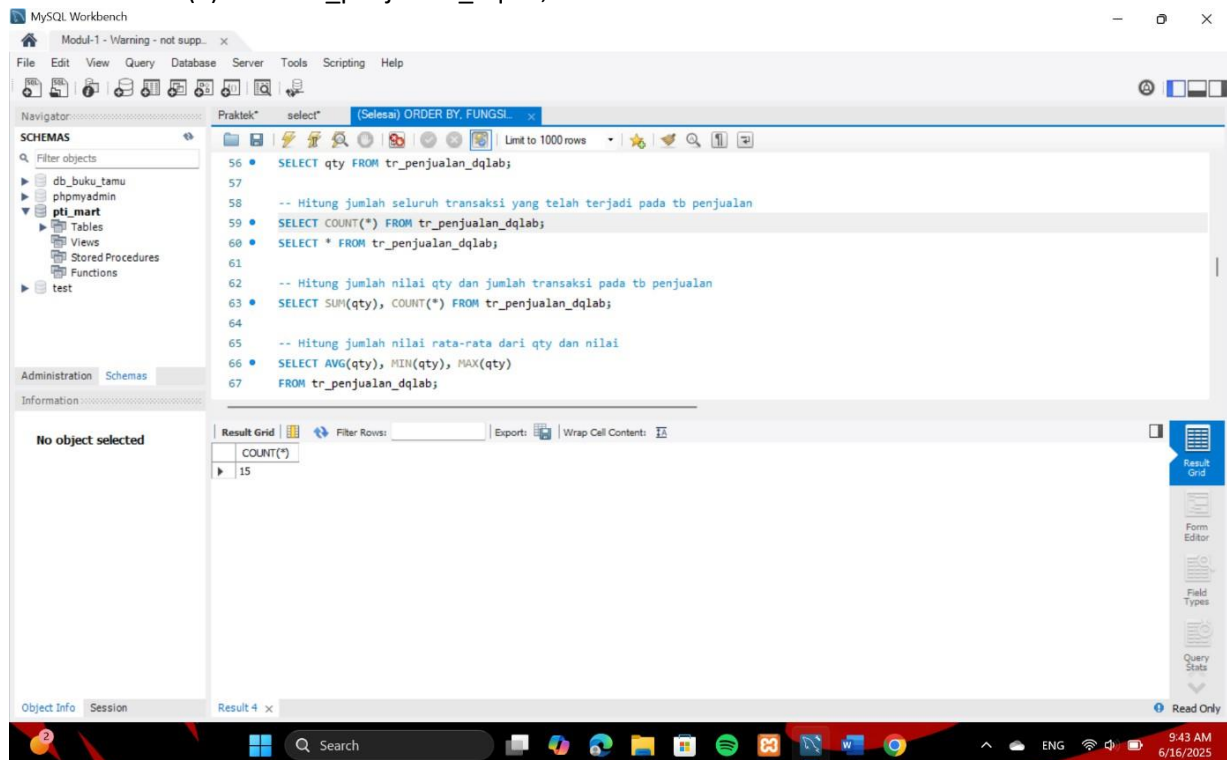 MySQL Workbench
Modul-1 - Warning - not supp..
File Edit View Query Database Server Tools Scripting Help
Navigator
Praktek* select* (Selesai) ORDER BY, FUNGSI...
SCHEMAS
Limit to 1000 rows
Filter objects
db_buku_tamu
phpmyadmin
pti_mart
Tables
Views
Stored Procedures
Functions
test
56 SELECT qty FROM tr_penjualan_dqlab;
57
58 -- Hitung jumlah seluruh transaksi yang telah terjadi pada tb penjualan
59 SELECT COUNT(*) FROM tr_penjualan_dqlab;
60 SELECT * FROM tr_penjualan_dqlab;
61
62 -- Hitung jumlah nilai qty dan jumlah transaksi pada tb penjualan
63 SELECT SUM(qty), COUNT(*) FROM tr_penjualan_dqlab;
64
65 -- Hitung jumlah nilai rata-rata dari qty dan nilai
66 SELECT AVG(qty), MIN(qty), MAX(qty)
67 FROM tr_penjualan_dqlab;
Administration Schemas
Information
No object selected
Result Grid Filter Rows: Export: Wrap Cell Content:
COUNT(*)
15
Result Grid
Form Editor
Field Types
Query Stats
Object Info Session
Result 4
Read Only
2
Search
ENG
9:43 AM
6/16/2025